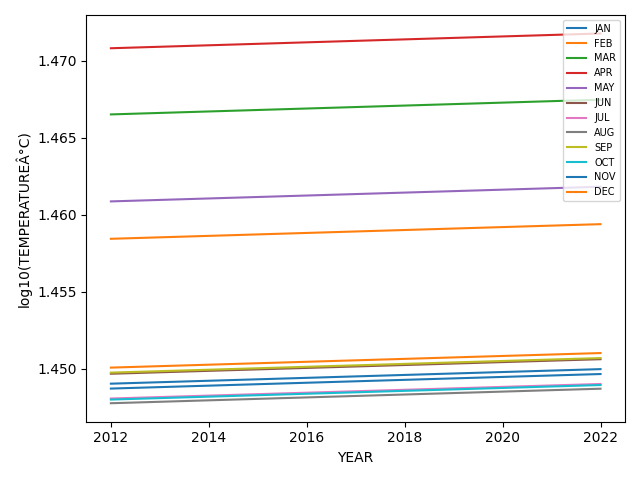 log10(TEMPERATUREÂ°C)
1.470
1.465
1.460
1.455
1.450
2012 2014 2016 2018 2020 2022
YEAR
JAN
FEB
MAR
APR
MAY
JUN
JUL
AUG
SEP
OCT
NOV
DEC